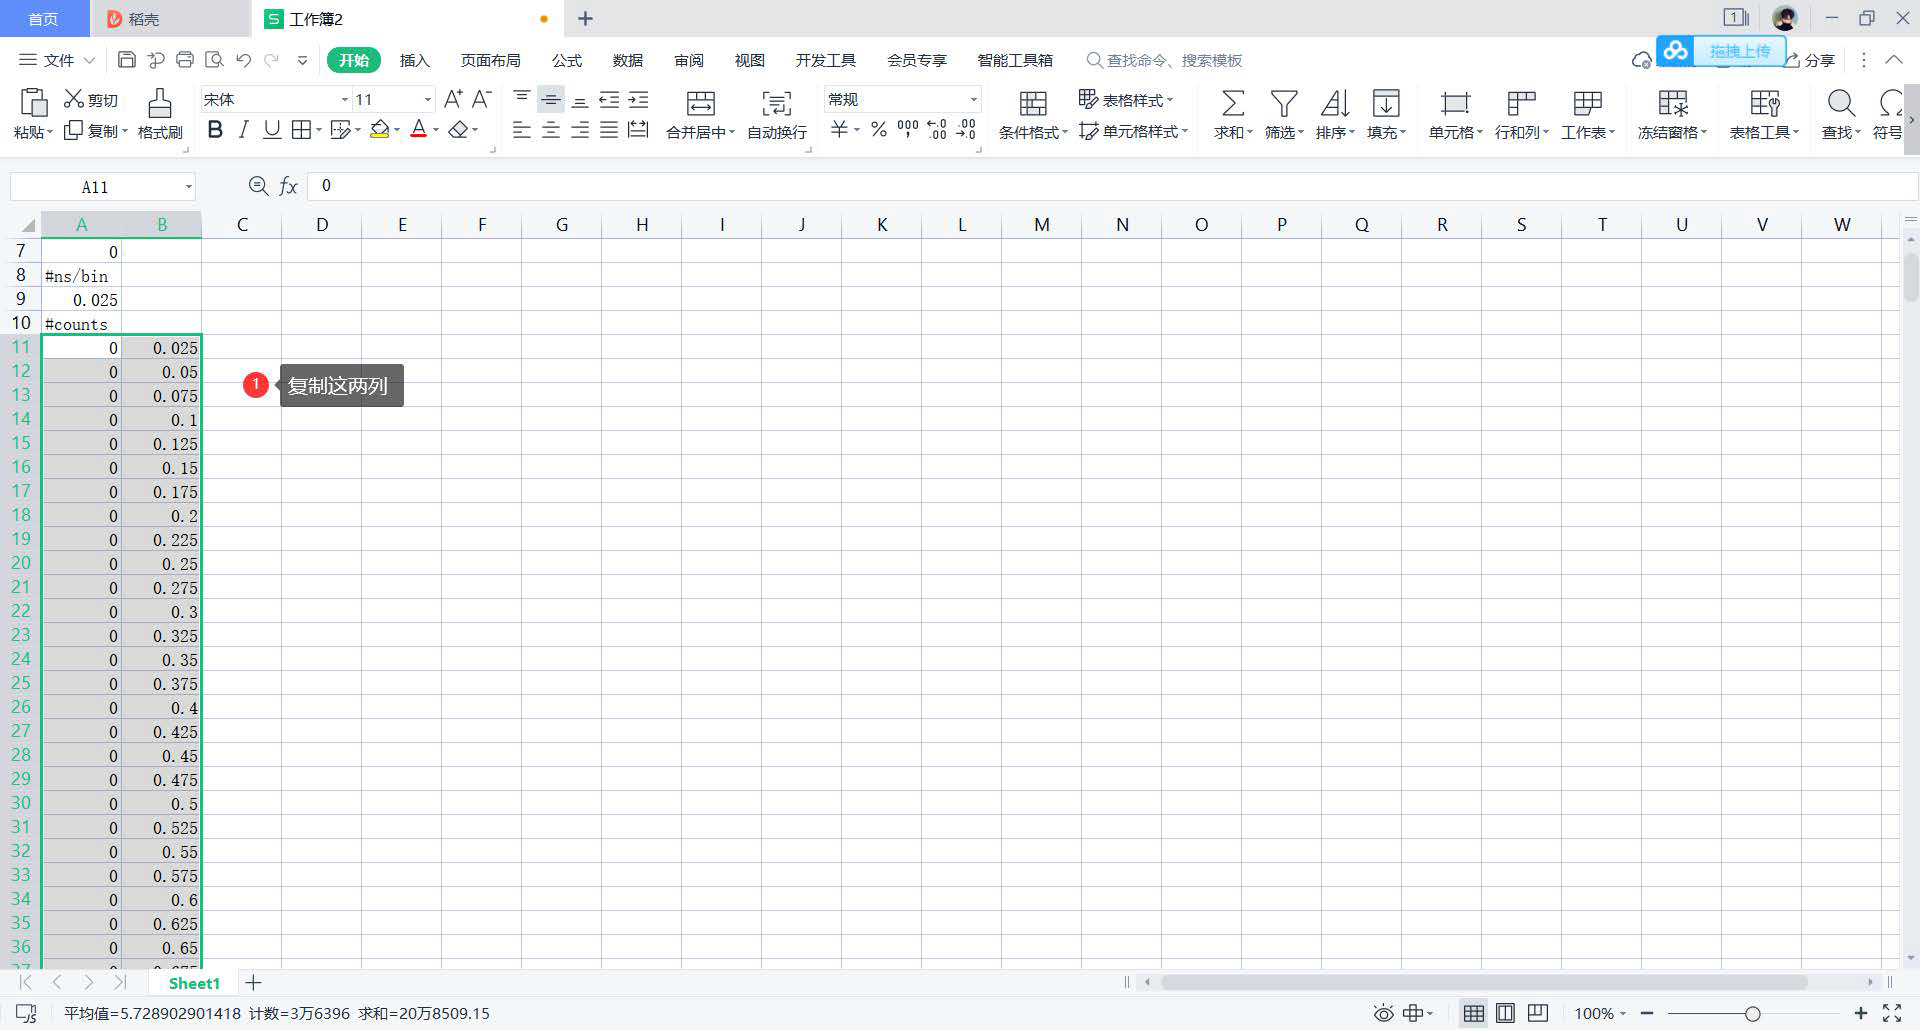 首页 稻壳 S 工作簿2
文件 开始 插入 页面布局 公式 数据 审阅 视图 开发工具 会员专享 智能工具箱 查找命令、搜索模板 拖拽上传 分享
粘贴 剪切 复制 格式刷 宋体 11 A+ A- B I U A 合并居中 自动换行 常规 ¥ % 000 ←.0 .00 .00 →.0 条件格式 表格样式 单元格样式 求和 筛选 排序 填充 单元格 行和列 工作表 冻结窗格 表格工具 查找 符号
A11 fx 0
A B C D E F G H I J K L M N O P Q R S T U V W
7 0
8 #ns/bin
9 0.025
10 #counts
11 0 0.025
12 0 0.05
1 复制这两列
13 0 0.075
14 0 0.1
15 0 0.125
16 0 0.15
17 0 0.175
18 0 0.2
19 0 0.225
20 0 0.25
21 0 0.275
22 0 0.3
23 0 0.325
24 0 0.35
25 0 0.375
26 0 0.4
27 0 0.425
28 0 0.45
29 0 0.475
30 0 0.5
31 0 0.525
32 0 0.55
33 0 0.575
34 0 0.6
35 0 0.625
36 0 0.65
37 0 0.675
Sheet1
平均值=5.728902901418 计数=3万6396 求和=20万8509.15 100%